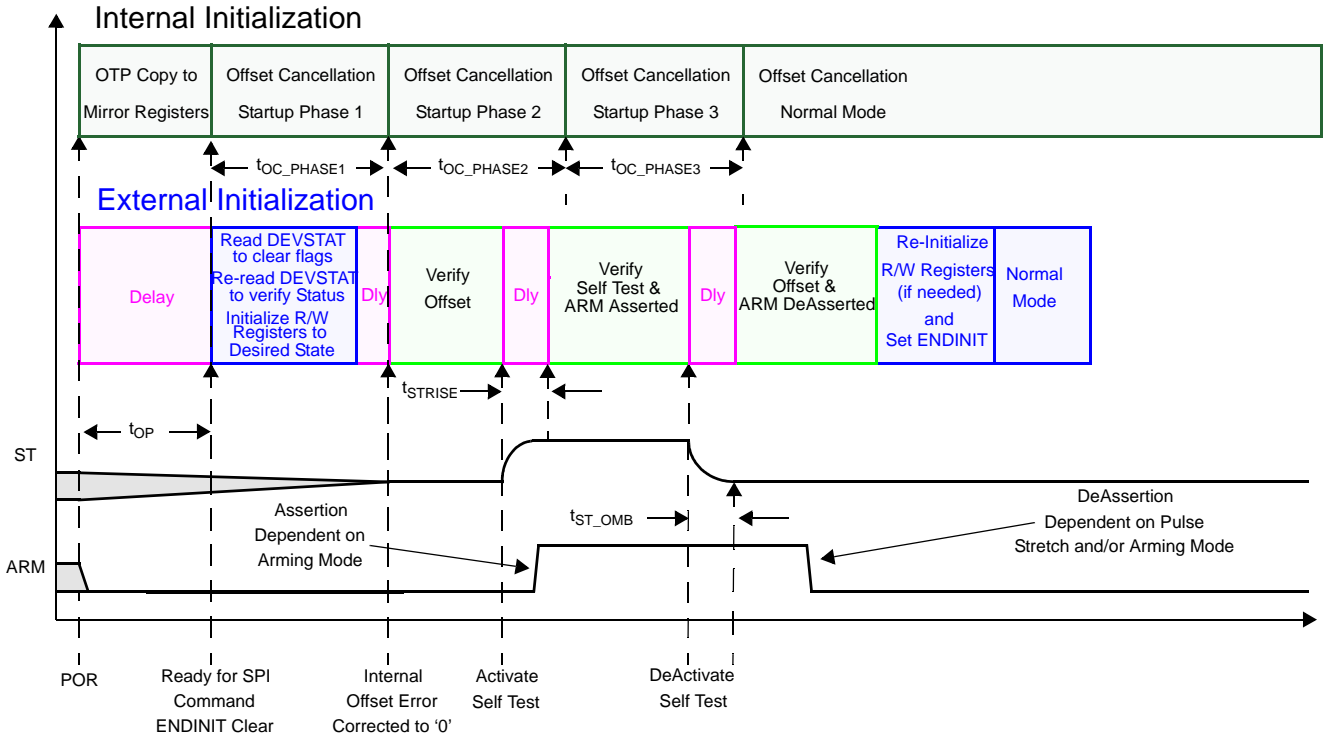 Internal Initialization
OTP Copy to
Mirror Registers
Offset Cancellation
Startup Phase 1
Offset Cancellation
Startup Phase 2
Offset Cancellation
Startup Phase 3
Offset Cancellation
Normal Mode
tOC_PHASE1
tOC_PHASE2
tOC_PHASE3
External Initialization
Delay
Read DEVSTAT
to clear flags
Re-read DEVSTAT
to verify Status
Initialize R/W
Registers to
Desired State
Dly
Verify
Offset
Dly
Verify
Self Test &
ARM Asserted
Dly
Verify
Offset &
ARM DeAsserted
Re-Initialize
R/W Registers
(if needed)
and
Set ENDINIT
Normal
Mode
tSTRISE
tOP
ST
Assertion
Dependent on
Arming Mode
tST_OMB
DeAssertion
Dependent on Pulse
Stretch and/or Arming Mode
ARM
POR
Ready for SPI
Command
ENDINIT Clear
Internal
Offset Error
Corrected to ‘0’
Activate
Self Test
DeActivate
Self Test